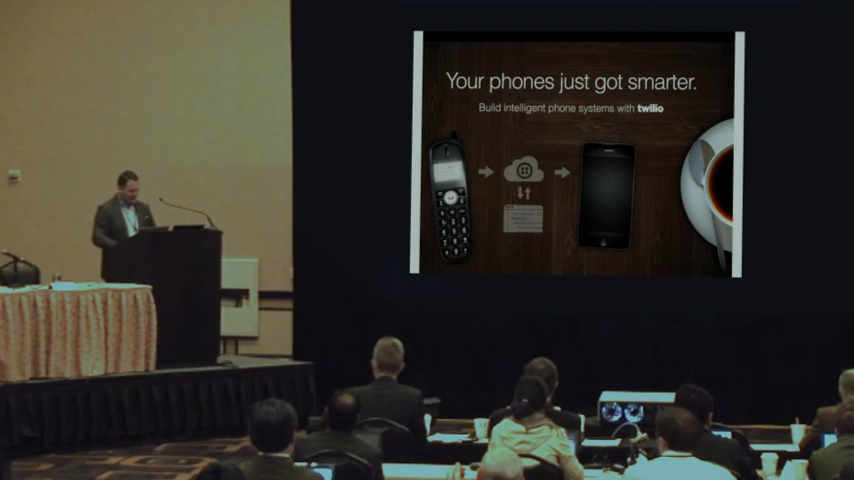 Your phones just got smarter.
Build intelligent phone systems with twilio